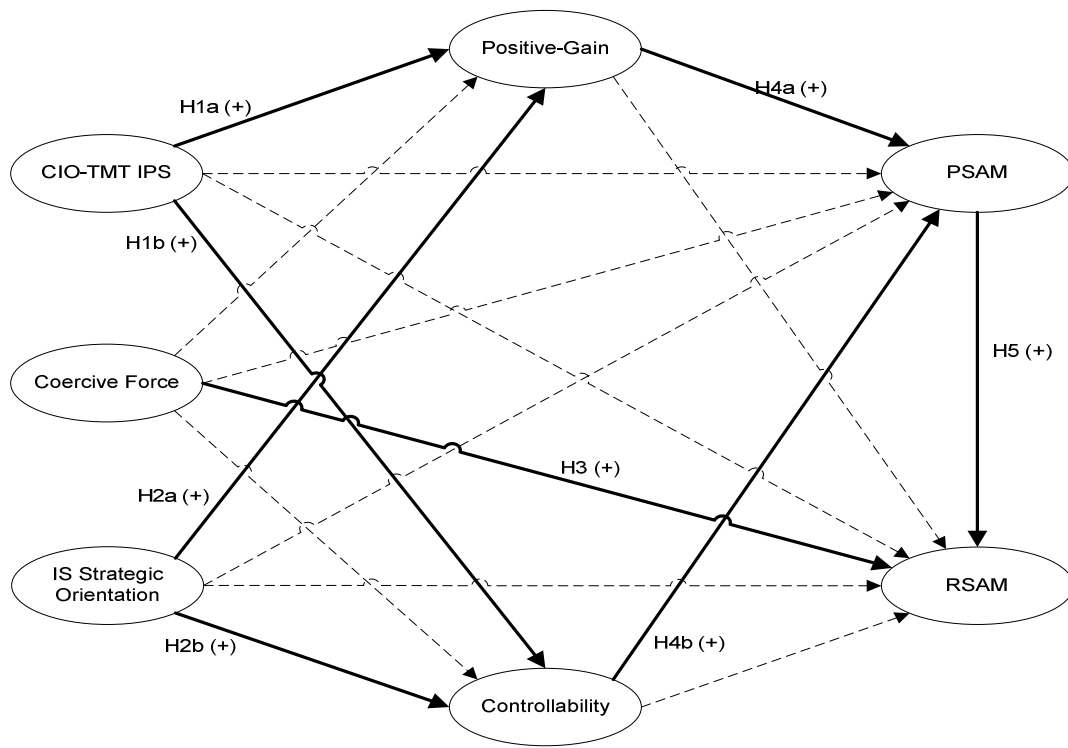 Positive-Gain
H1a (+)
H4a (+)
CIO-TMT IPS
PSAM
H1b (+)
Coercive Force
H5 (+)
H3 (+)
H2a (+)
IS Strategic
Orientation
RSAM
H2b (+)
H4b (+)
Controllability